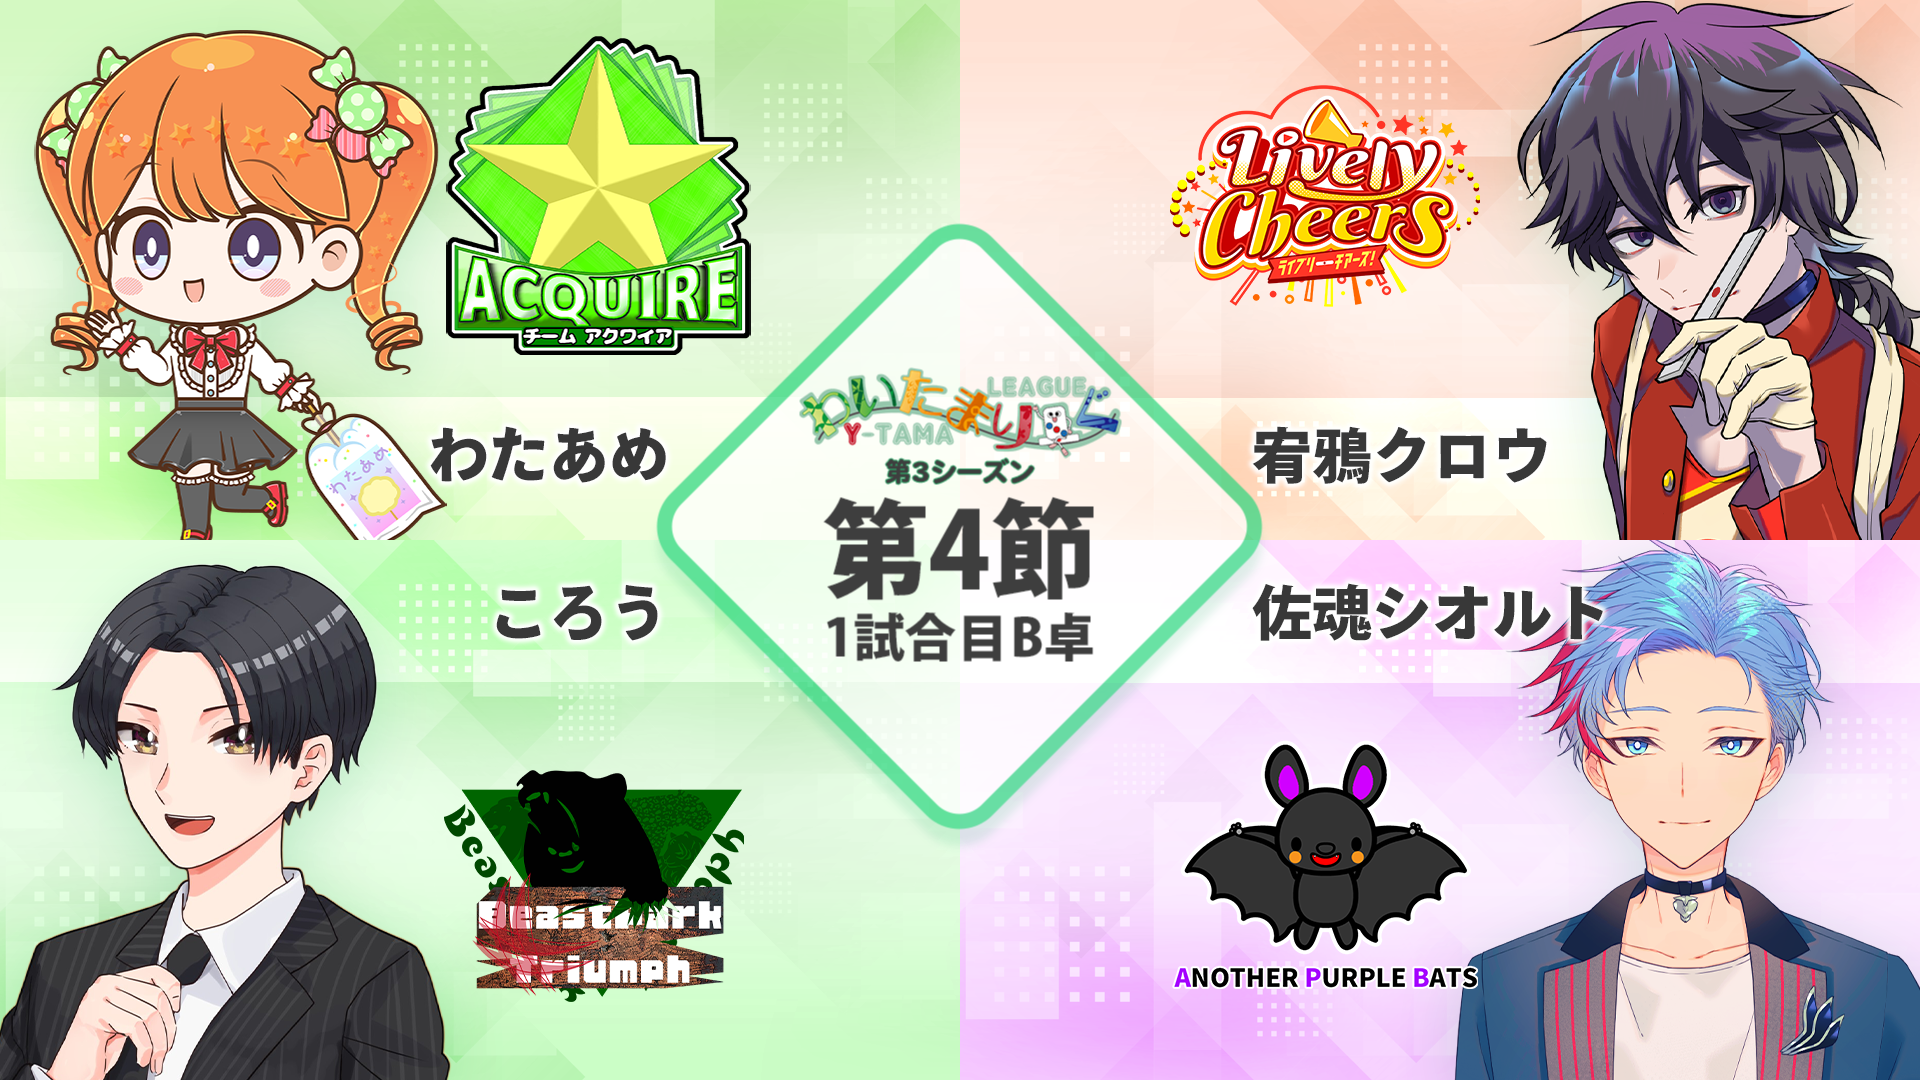 ACQUIRE
チーム アクワイア
わたあめ
わたあめ
Lively
Cheers
ライブリーチアーズ!
宥鴉クロウ
わいたまりーぐ
LEAGUE
Y-TAMA
第3シーズン
第4節
1試合目B卓
ころう
Beastmark
Triumph
佐魂シオルト
ANOTHER PURPLE BATS